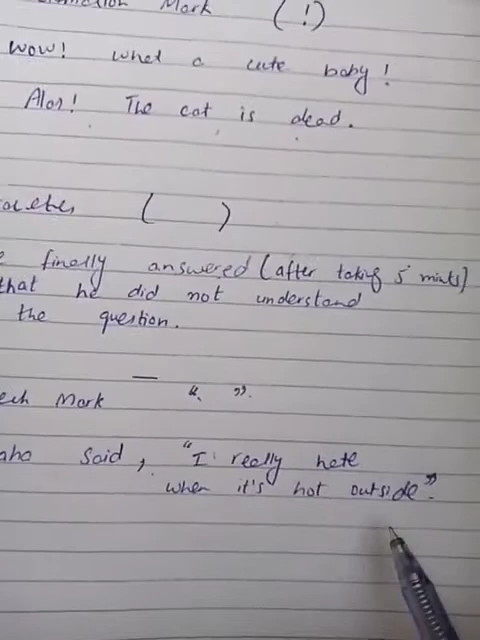 Mark (!)
Wow! what a cute baby!
Alas! The cat is dead.
( )
finally answered (after taking 5 mints)
that he did not understand
the question.
Mark — “ ”.
said, “I really hate
when it's hot outside”.